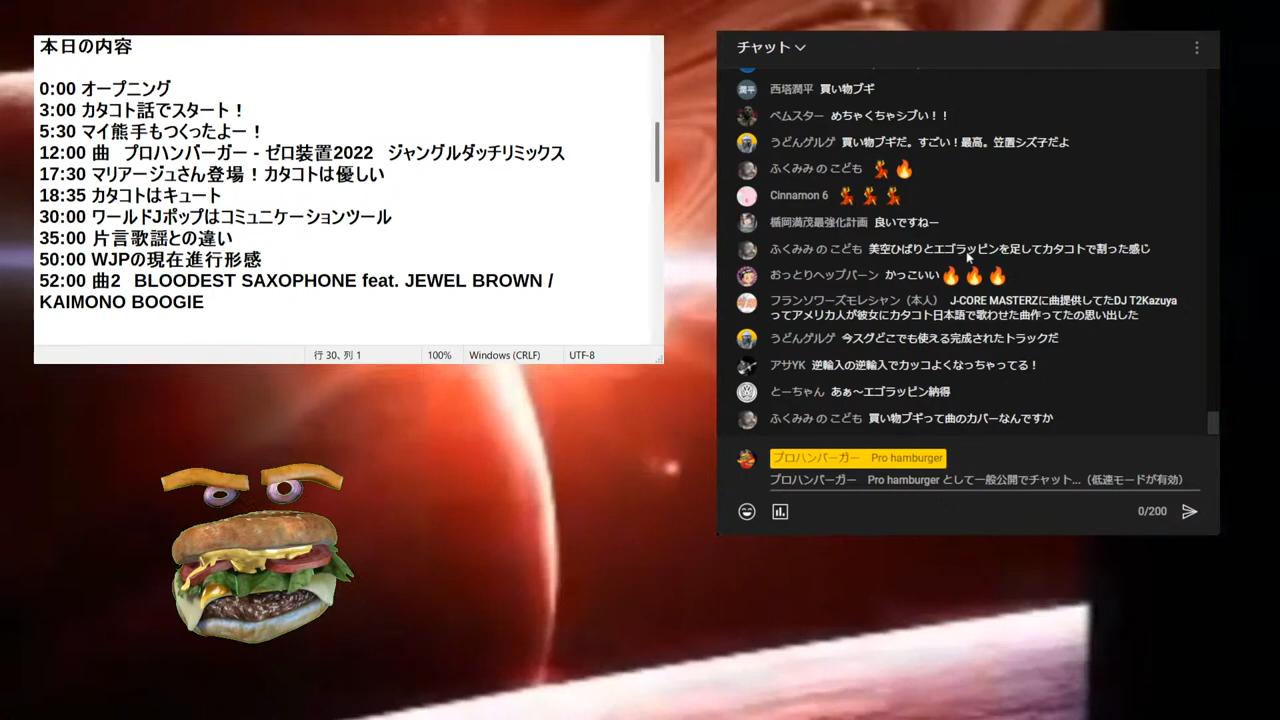 本日の内容
0:00 オープニング
3:00 カタコト話でスタート！
5:30 マイ熊手もつくったよー！
12:00 曲　プロハンバーガー - ゼロ装置2022　ジャングルダッチリミックス
17:30 マリアージュさん登場！カタコトは優しい
18:35 カタコトはキュート
30:00 ワールドJポップはコミュニケーションツール
35:00 片言歌謡との違い
50:00 WJPの現在進行形感
52:00 曲2　BLOODEST SAXOPHONE feat. JEWEL BROWN /
KAIMONO BOOGIE
行 30、列 1　100%　Windows (CRLF)　UTF-8
チャット
潤平 西塔潤平 買い物ブギ
ベムスター めちゃくちゃシブい！！
うどんゲルゲ 買い物ブギだ。すごい！最高。笠置シズ子だよ
ふくみみ の こども 💃🔥
Cinnamon 6 💃💃💃
楯岡満茂最強化計画 良いですねー
ふくみみ の こども 美空ひばりとエゴラッピンを足してカタコトで割った感じ
おっとりヘップバーン かっこいい🔥🔥🔥
フランソワーズモレシャン（本人） J-CORE MASTERZに曲提供してたDJ T2Kazuya
ってアメリカ人が彼女にカタコト日本語で歌わせた曲作ってたの思い出した
うどんゲルゲ 今スグどこでも使える完成されたトラックだ
アサYK 逆輸入の逆輸入でカッコよくなっちゃってる！
とーちゃん あぁ〜エゴラッピン納得
ふくみみ の こども 買い物ブギって曲のカバーなんですか
プロハンバーガー　Pro hamburger
プロハンバーガー　Pro hamburger として一般公開でチャット...（低速モードが有効）
0/200